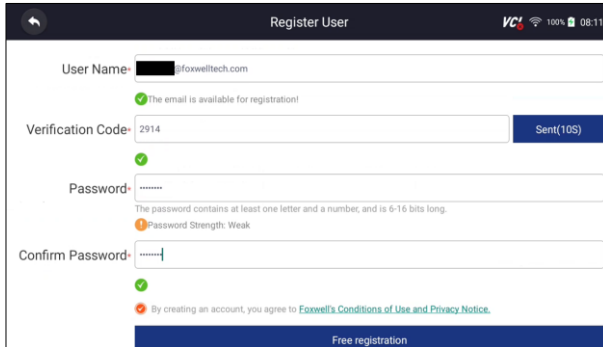 Register User
VCI 100% 08:11
User Name* @foxwelltech.com
The email is available for registration!
Verification Code* 2914 Sent(10S)
Password* ········
The password contains at least one letter and a number, and is 6-16 bits long.
Password Strength: Weak
Confirm Password* ········
By creating an account, you agree to Foxwell's Conditions of Use and Privacy Notice.
Free registration